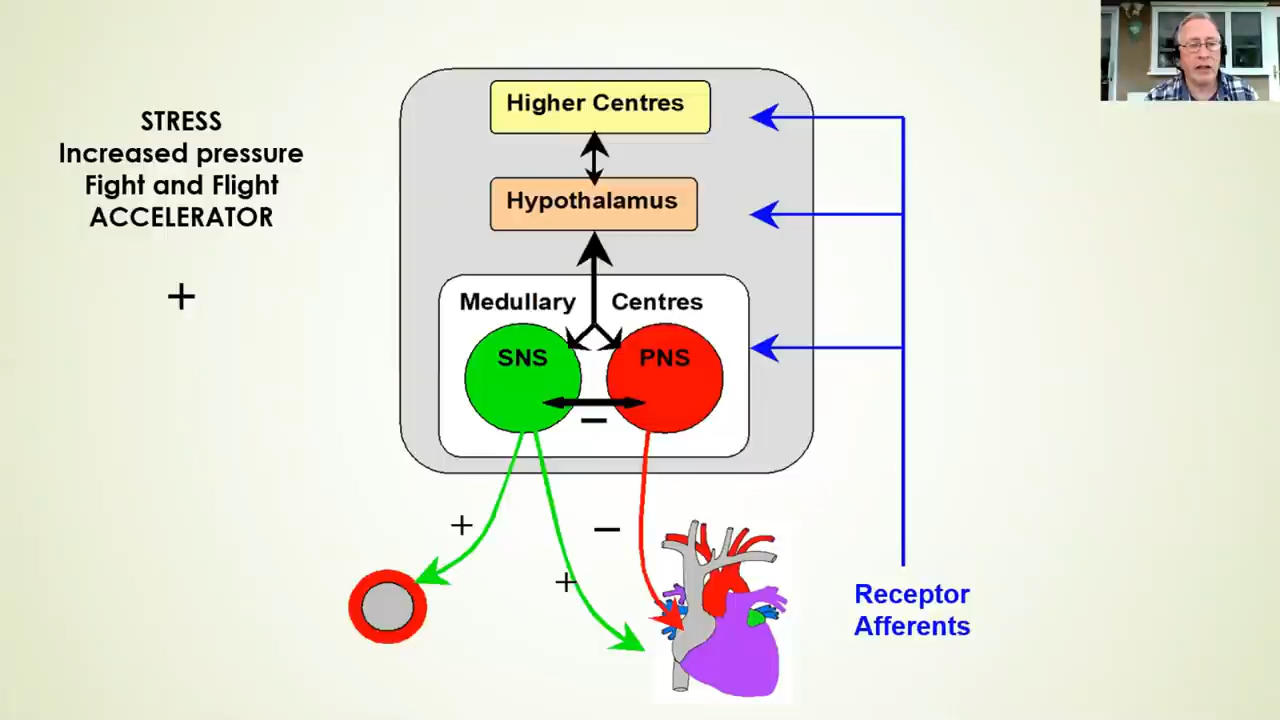 STRESS
Increased pressure
Fight and Flight
ACCELERATOR
+
Higher Centres
Hypothalamus
Medullary Centres
SNS PNS
−
+
−
+
Receptor
Afferents